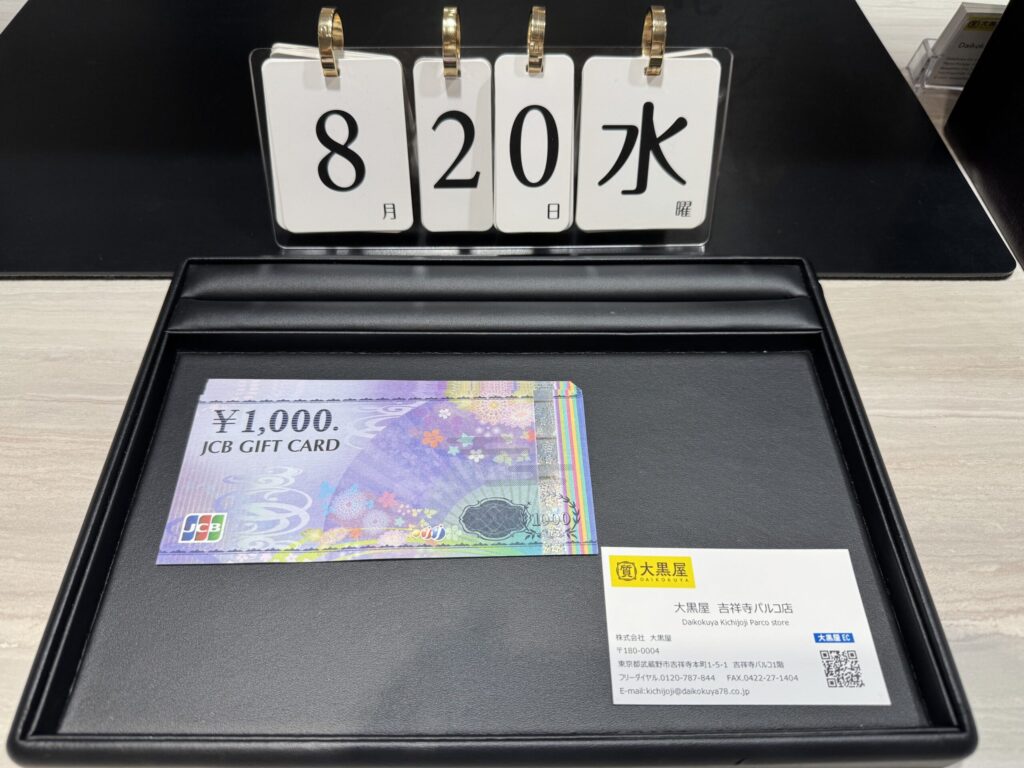 8
月
2
0
日
水
曜
¥1,000.
JCB GIFT CARD
JCB
1000
質 大黒屋
DAIKOKUYA
大黒屋 吉祥寺パルコ店
Daikokuya Kichijoji Parco store
株式会社 大黒屋
〒180-0004
東京都武蔵野市吉祥寺本町1-5-1 吉祥寺パルコ1階
フリーダイヤル.0120-787-844 FAX.0422-27-1404
E-mail:kichijoji@daikokuya78.co.jp
大黒屋 EC